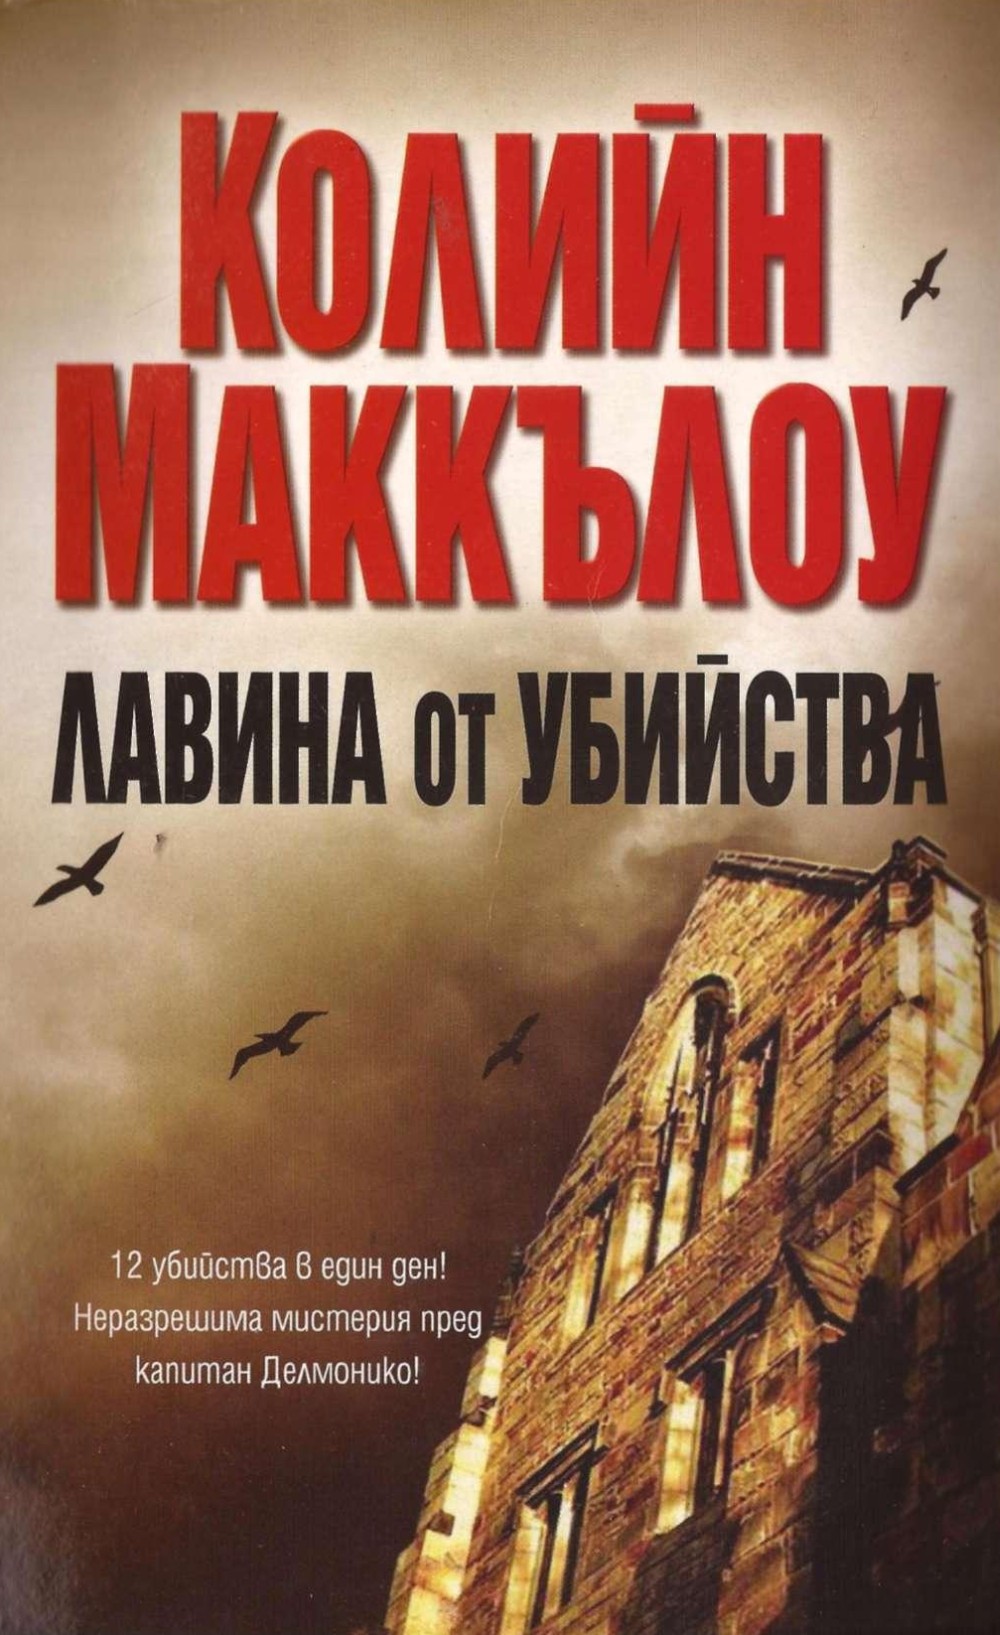 Колийн
Маккълоу
ЛАВИНА от УБИЙСТВА
12 убийства в един ден!
Неразрешима мистерия пред
капитан Делмонико!